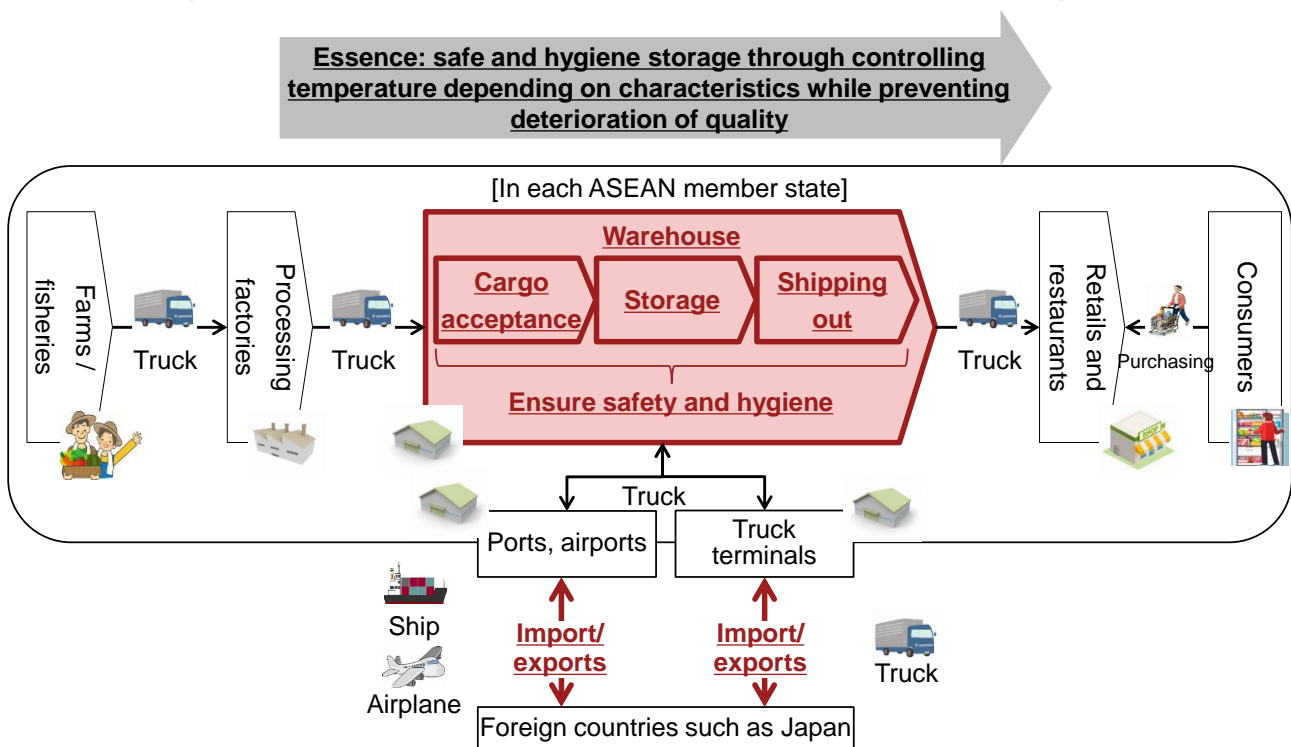 Essence: safe and hygiene storage through controlling
temperature depending on characteristics while preventing
deterioration of quality
[In each ASEAN member state]
Farms /
fisheries
Truck
Processing
factories
Truck
Warehouse
Cargo
acceptance
Storage
Shipping
out
Ensure safety and hygiene
Truck
Retails and
restaurants
Purchasing
Consumers
SHOP
Truck
Ports, airports
Truck
terminals
Ship
Airplane
Import/
exports
Import/
exports
Truck
Foreign countries such as Japan